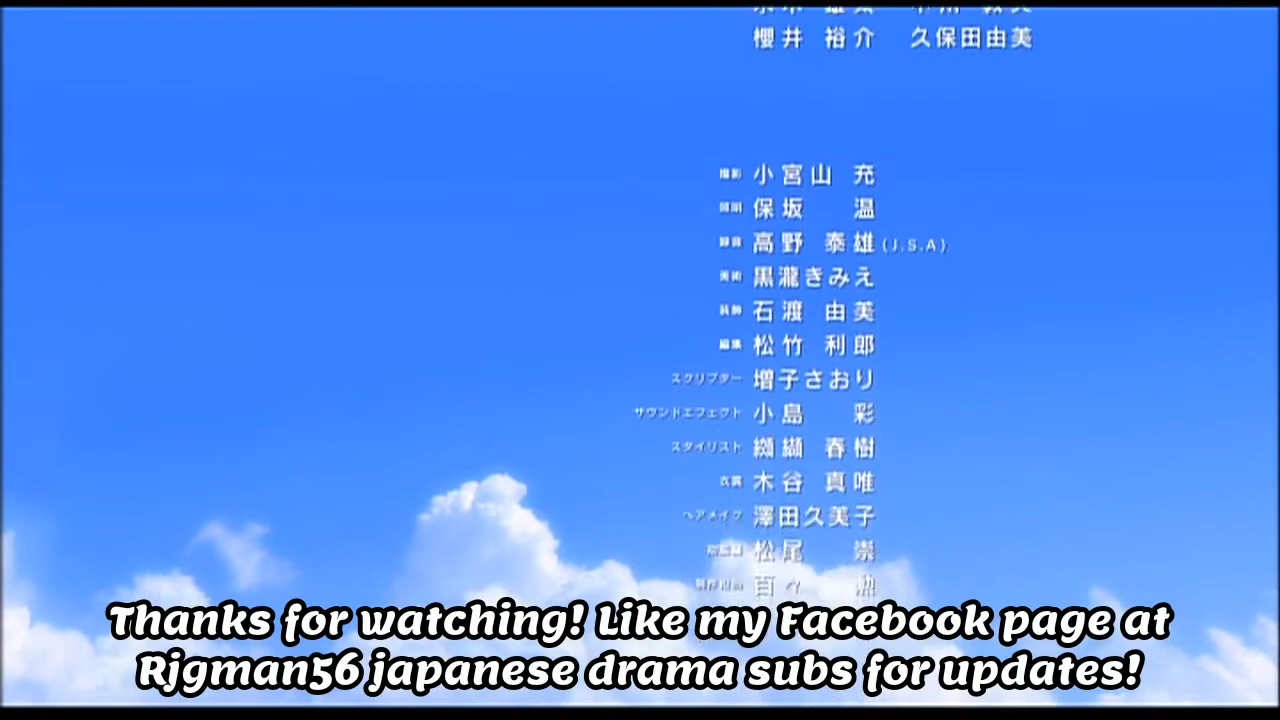 櫻井 裕介 久保田由美
撮影 小宮山 充
照明 保坂 温
録音 高野 泰雄 (J.S.A)
美術 黒瀧きみえ
装飾 石渡 由美
編集 松竹 利郎
スクリプター 増子さおり
サウンドエフェクト 小島 彩
スタイリスト 纐纈 春樹
衣裳 木谷 真唯
ヘアメイク 澤田久美子
松尾 崇
百々 勲
Thanks for watching! Like my Facebook page at
Rjgman56 japanese drama subs for updates!